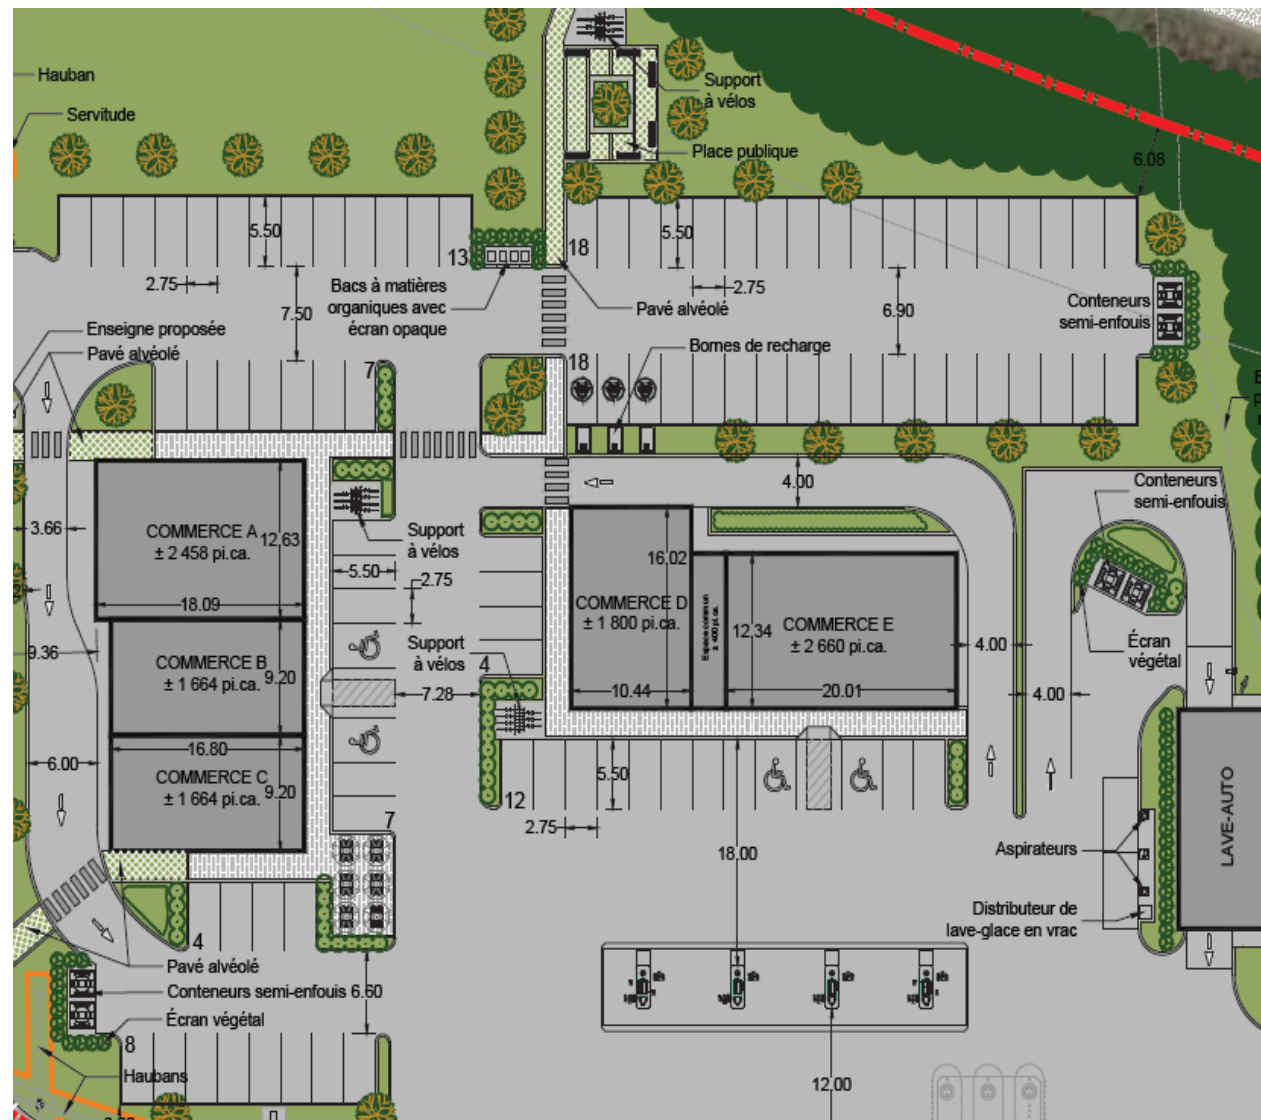 Hauban
Servitude
Support
à vélos
Place publique
6.08
5.50
13
18
5.50
2.75
7.50
Bacs à matières
organiques avec
écran opaque
2.75
Pavé alvéolé
6.90
Conteneurs
semi-enfouis
Enseigne proposée
Pavé alvéolé
7
18
Bornes de recharge
4.00
Conteneurs
semi-enfouis
3.66
COMMERCE A
± 2 458 pi.ca.
12.63
18.09
Support
à vélos
5.50
2.75
16.02
COMMERCE D
± 1 800 pi.ca.
Espace commun
± 400 pi.ca.
12.34
COMMERCE E
± 2 660 pi.ca.
10.44
20.01
4.00
4.00
Écran
végétal
9.36
COMMERCE B
± 1 664 pi.ca.
9.20
Support
à vélos
4
7.28
16.80
COMMERCE C
± 1 664 pi.ca.
9.20
6.00
7
5.50
12
2.75
18.00
LAVE-AUTO
Aspirateurs
Distributeur de
lave-glace en vrac
4
Pavé alvéolé
Conteneurs semi-enfouis
6.60
Écran végétal
8
Haubans
12.00